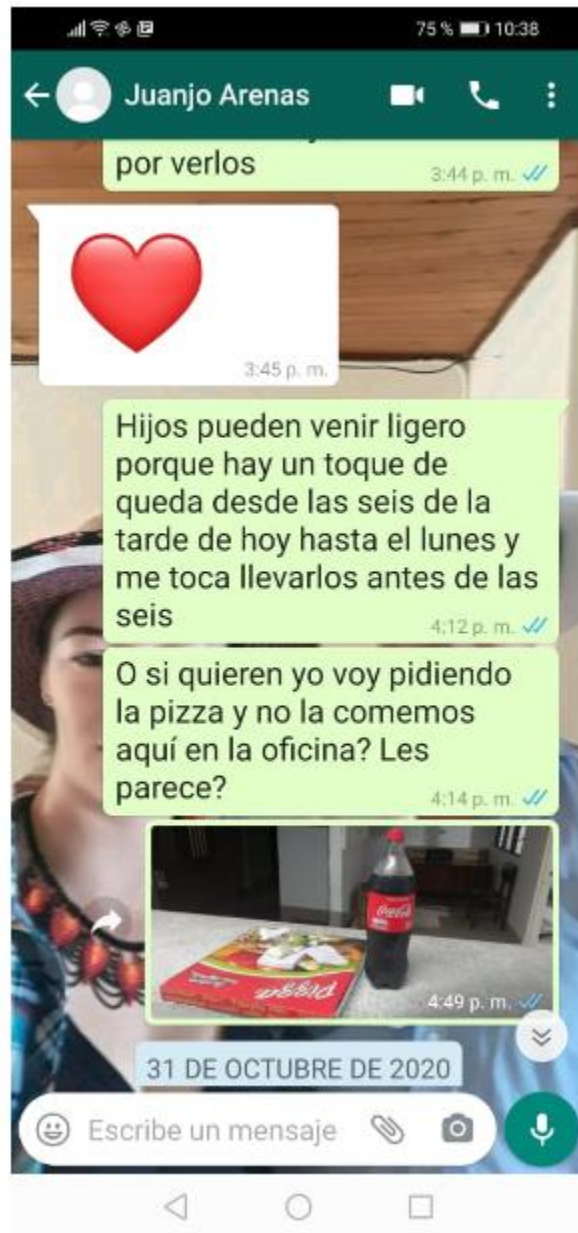 75 % 10:38
Juanjo Arenas
por verlos
3:44 p. m.
3:45 p. m.
Hijos pueden venir ligero
porque hay un toque de
queda desde las seis de la
tarde de hoy hasta el lunes y
me toca llevarlos antes de las
seis
4:12 p. m.
O si quieren yo voy pidiendo
la pizza y no la comemos
aquí en la oficina? Les
parece?
4:14 p. m.
Coca-Cola
Pizza
4:49 p. m.
31 DE OCTUBRE DE 2020
Escribe un mensaje